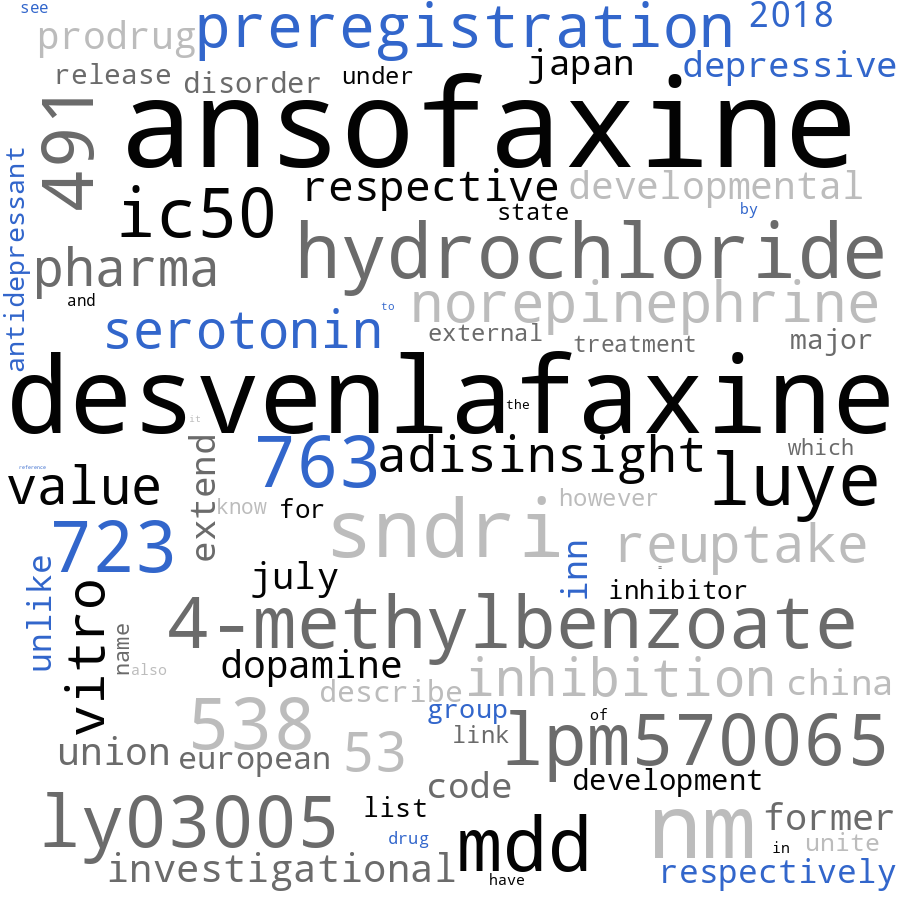 see
prodrug
preregistration
2018
release
disorder
under
japan
depressive
491
ansofaxine
antidepressant
ic50
respective
developmental
state
by
pharma
hydrochloride
and
norepinephrine
serotonin
to
external
treatment
major
desvenlafaxine
the
it
extend
763
adisinsight
which
reference
value
know
for
sndri
however
luye
723
reuptake
unlike
july
inn
inhibitor
vitro
4-methylbenzoate
name
also
dopamine
describe
inhibition
china
538
group
of
union
european
53
link
lpm570065
code
development
ly03005
list
drug
mdd
nm
former
in
unite
investigational
have
respectively